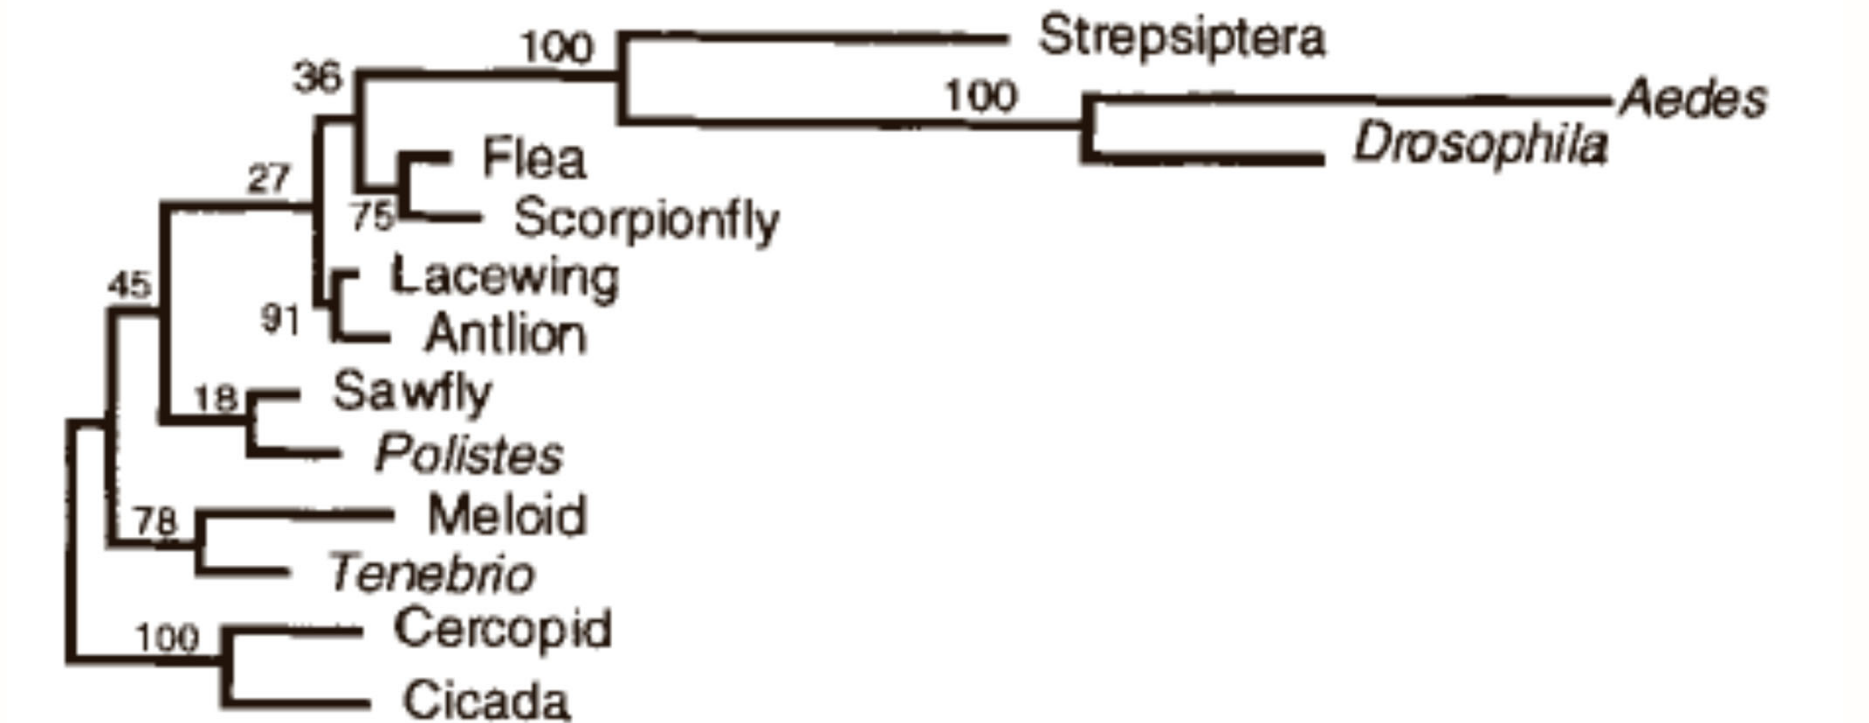 100 Strepsiptera
36
100 Aedes
Drosophila
Flea
27
75 Scorpionfly
Lacewing
45
91 Antlion
18 Sawfly
Polistes
78 Meloid
Tenebrio
100 Cercopid
Cicada